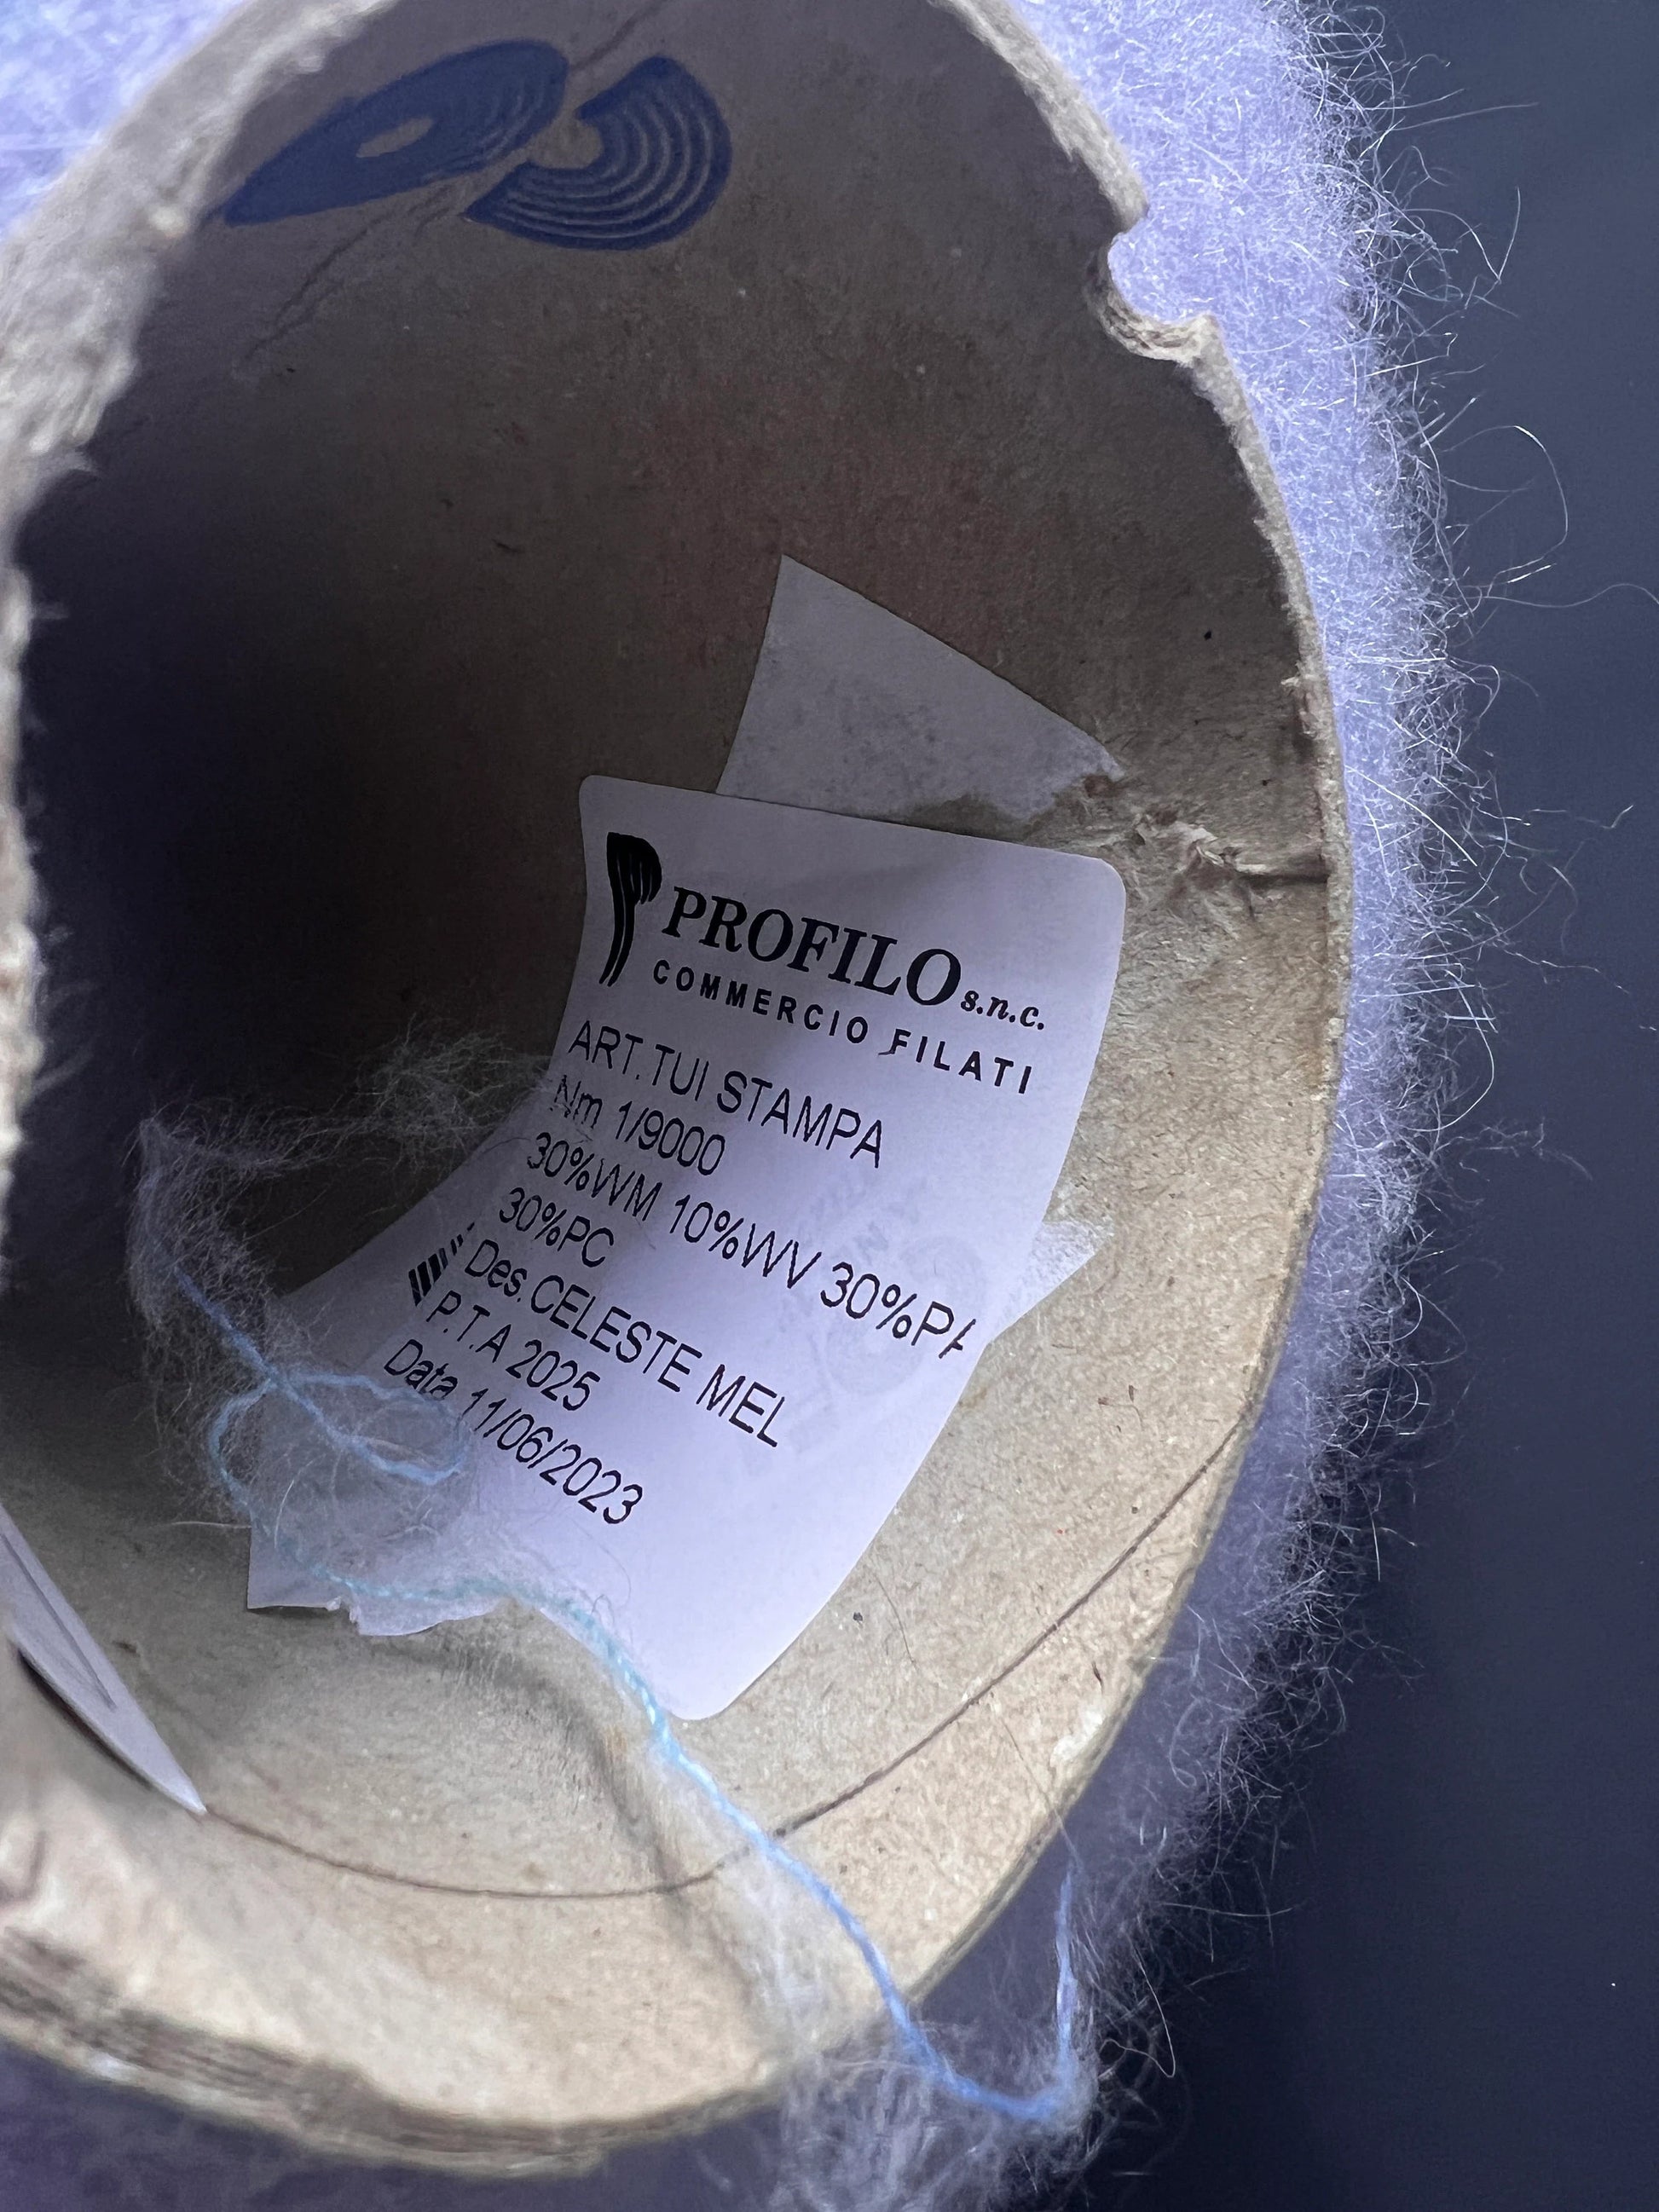 PROFILO s.n.c.
COMMERCIO FILATI
ART.TUI STAMPA
Nm 1/9000
30%WM 10%WV 30%PA
30%PC
Des.CELESTE MEL
P.T.A 2025
Data 11/06/2023